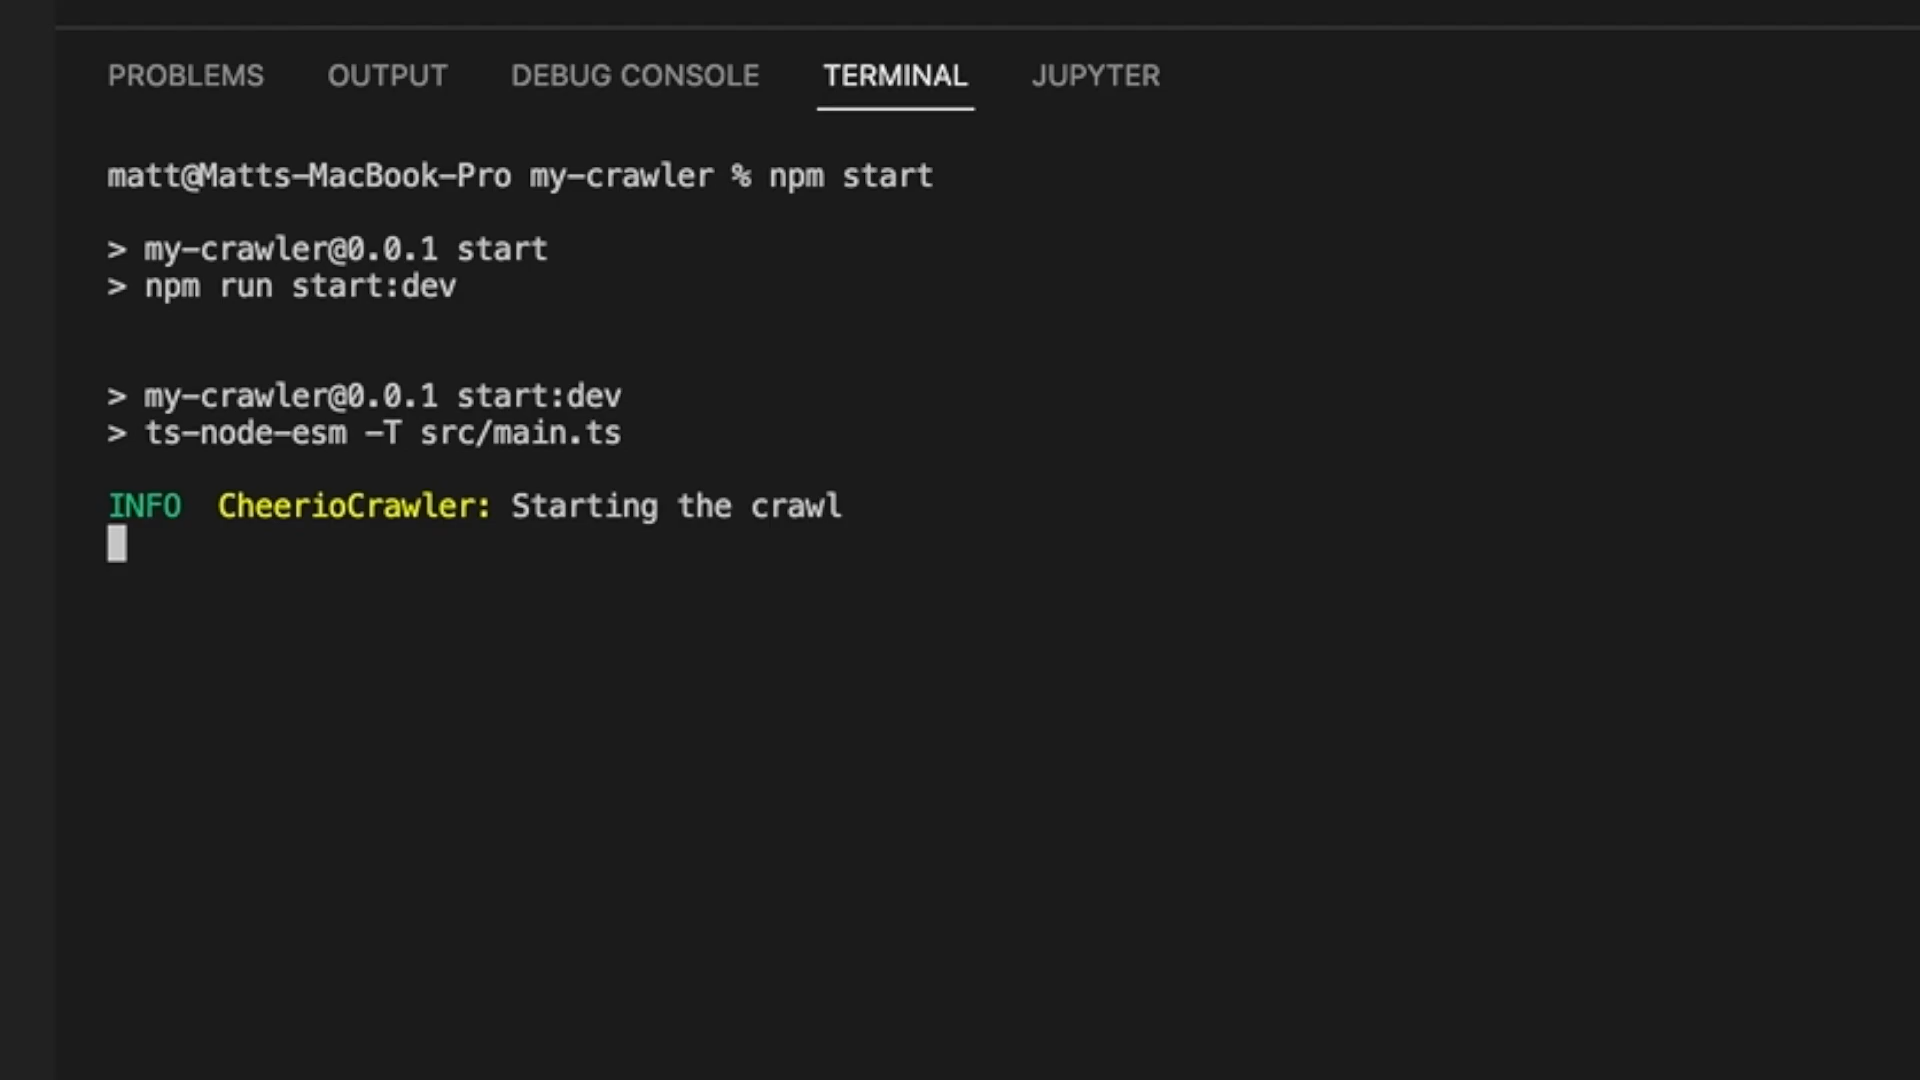 PROBLEMS OUTPUT DEBUG CONSOLE TERMINAL JUPYTER
matt@Matts-MacBook-Pro my-crawler % npm start
> my-crawler@0.0.1 start
> npm run start:dev
> my-crawler@0.0.1 start:dev
> ts-node-esm -T src/main.ts
INFO  CheerioCrawler: Starting the crawl